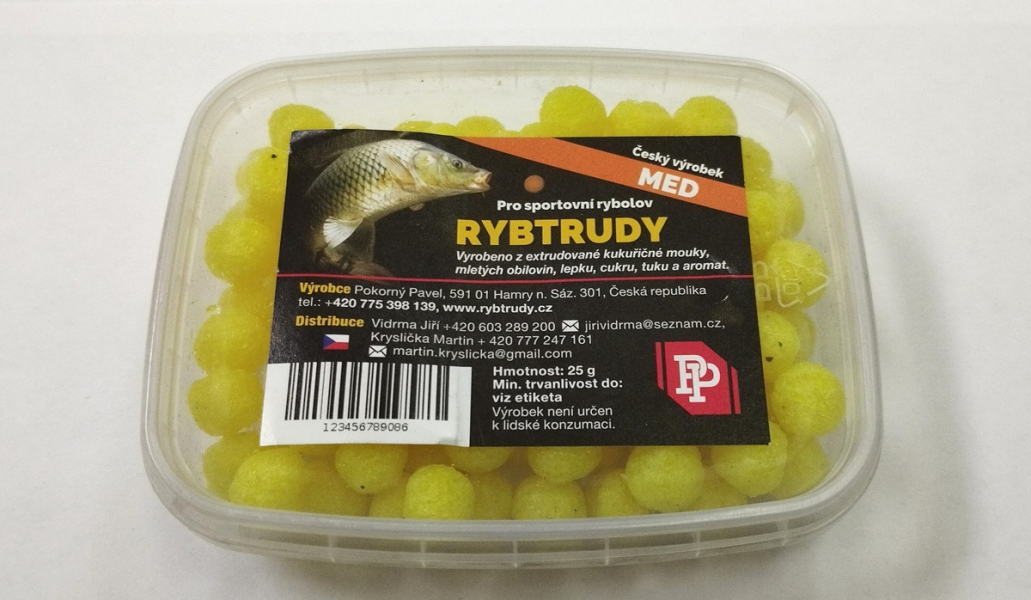 Český výrobek
MED
Pro sportovní rybolov
RYBTRUDY
Vyrobeno z extrudované kukuřičné mouky,
mletých obilovin, lepku, cukru, tuku a aromat.
Výrobce Pokorný Pavel, 591 01 Hamry n. Sáz. 301, Česká republika
tel.: +420 775 398 139, www.rybtrudy.cz
Distribuce Vidrma Jiří +420 603 289 200 jirividrma@seznam.cz,
Kryslička Martin + 420 777 247 161
martin.kryslicka@gmail.com
Hmotnost: 25 g
Min. trvanlivost do:
viz etiketa
Výrobek není určen
k lidské konzumaci.
PP
123456789086